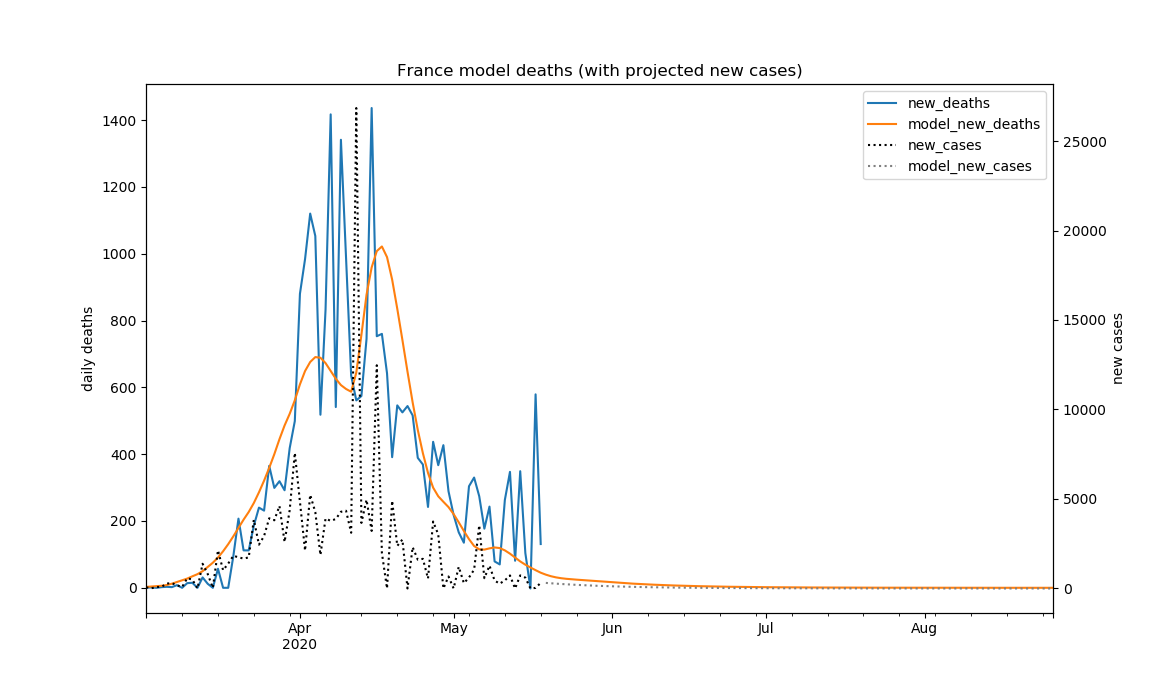 France model deaths (with projected new cases)
new_deaths
model_new_deaths
new_cases
model_new_cases
1400
1200
1000
800
600
400
200
0
daily deaths
25000
20000
15000
10000
5000
0
new cases
Apr
2020
May
Jun
Jul
Aug